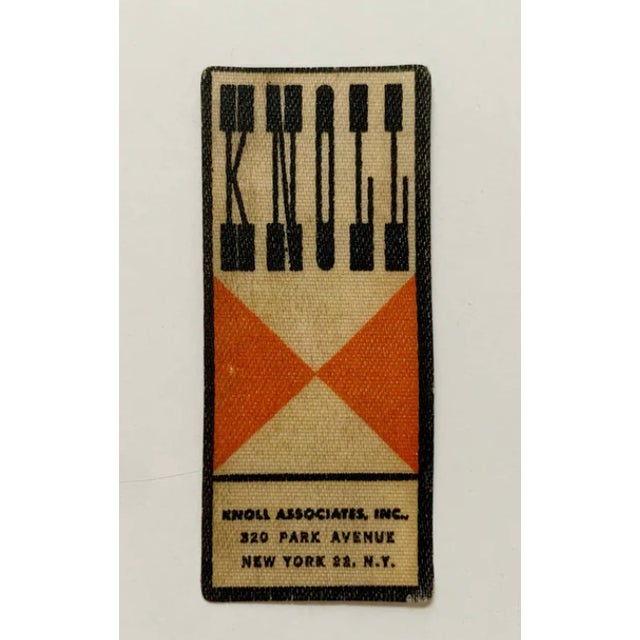 KNOLL
KNOLL ASSOCIATES, INC.,
320 PARK AVENUE
NEW YORK 22, N.Y.